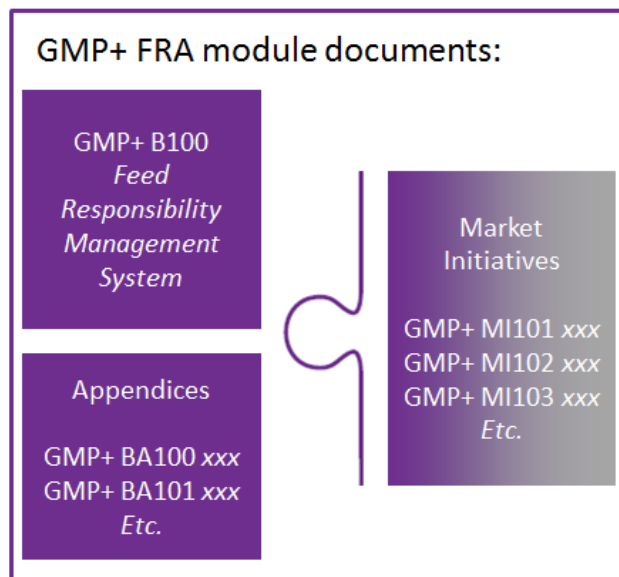 GMP+ FRA module documents:
GMP+ B100
Feed
Responsibility
Management
System
Appendices
GMP+ BA100 xxx
GMP+ BA101 xxx
Etc.
Market
Initiatives
GMP+ MI101 xxx
GMP+ MI102 xxx
GMP+ MI103 xxx
Etc.